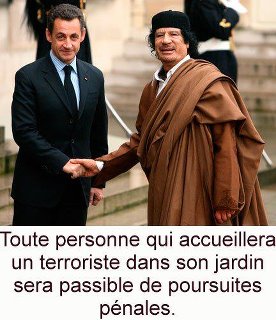 Toute personne qui accueillera
un terroriste dans son jardin
sera passible de poursuites
pénales.